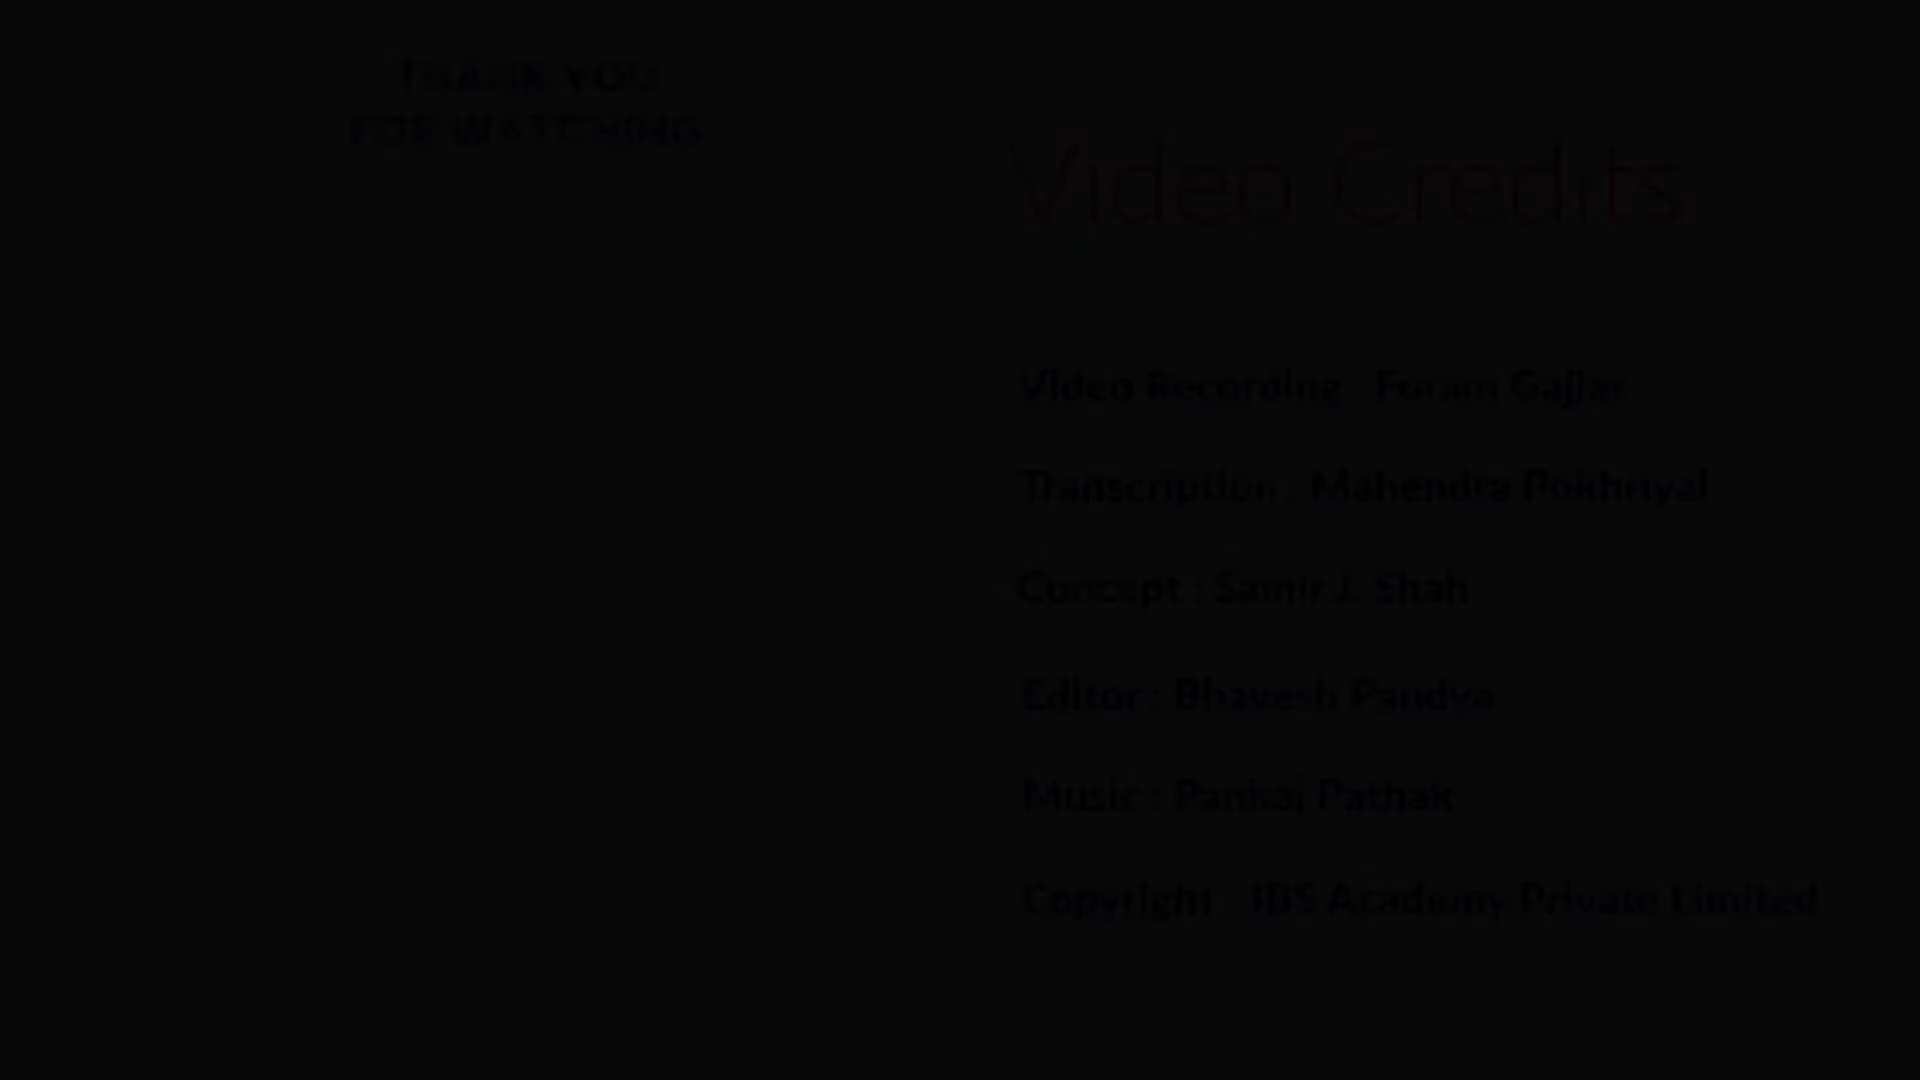 THANK YOU
FOR WATCHING
Video Credits
Video Recording : Foram Gajjar
Transcription : Mahendra Pokhriyal
Concept : Samir J. Shah
Editor : Bhavesh Pandya
Music : Pankaj Pathak
Copyright : JBS Academy Private Limited